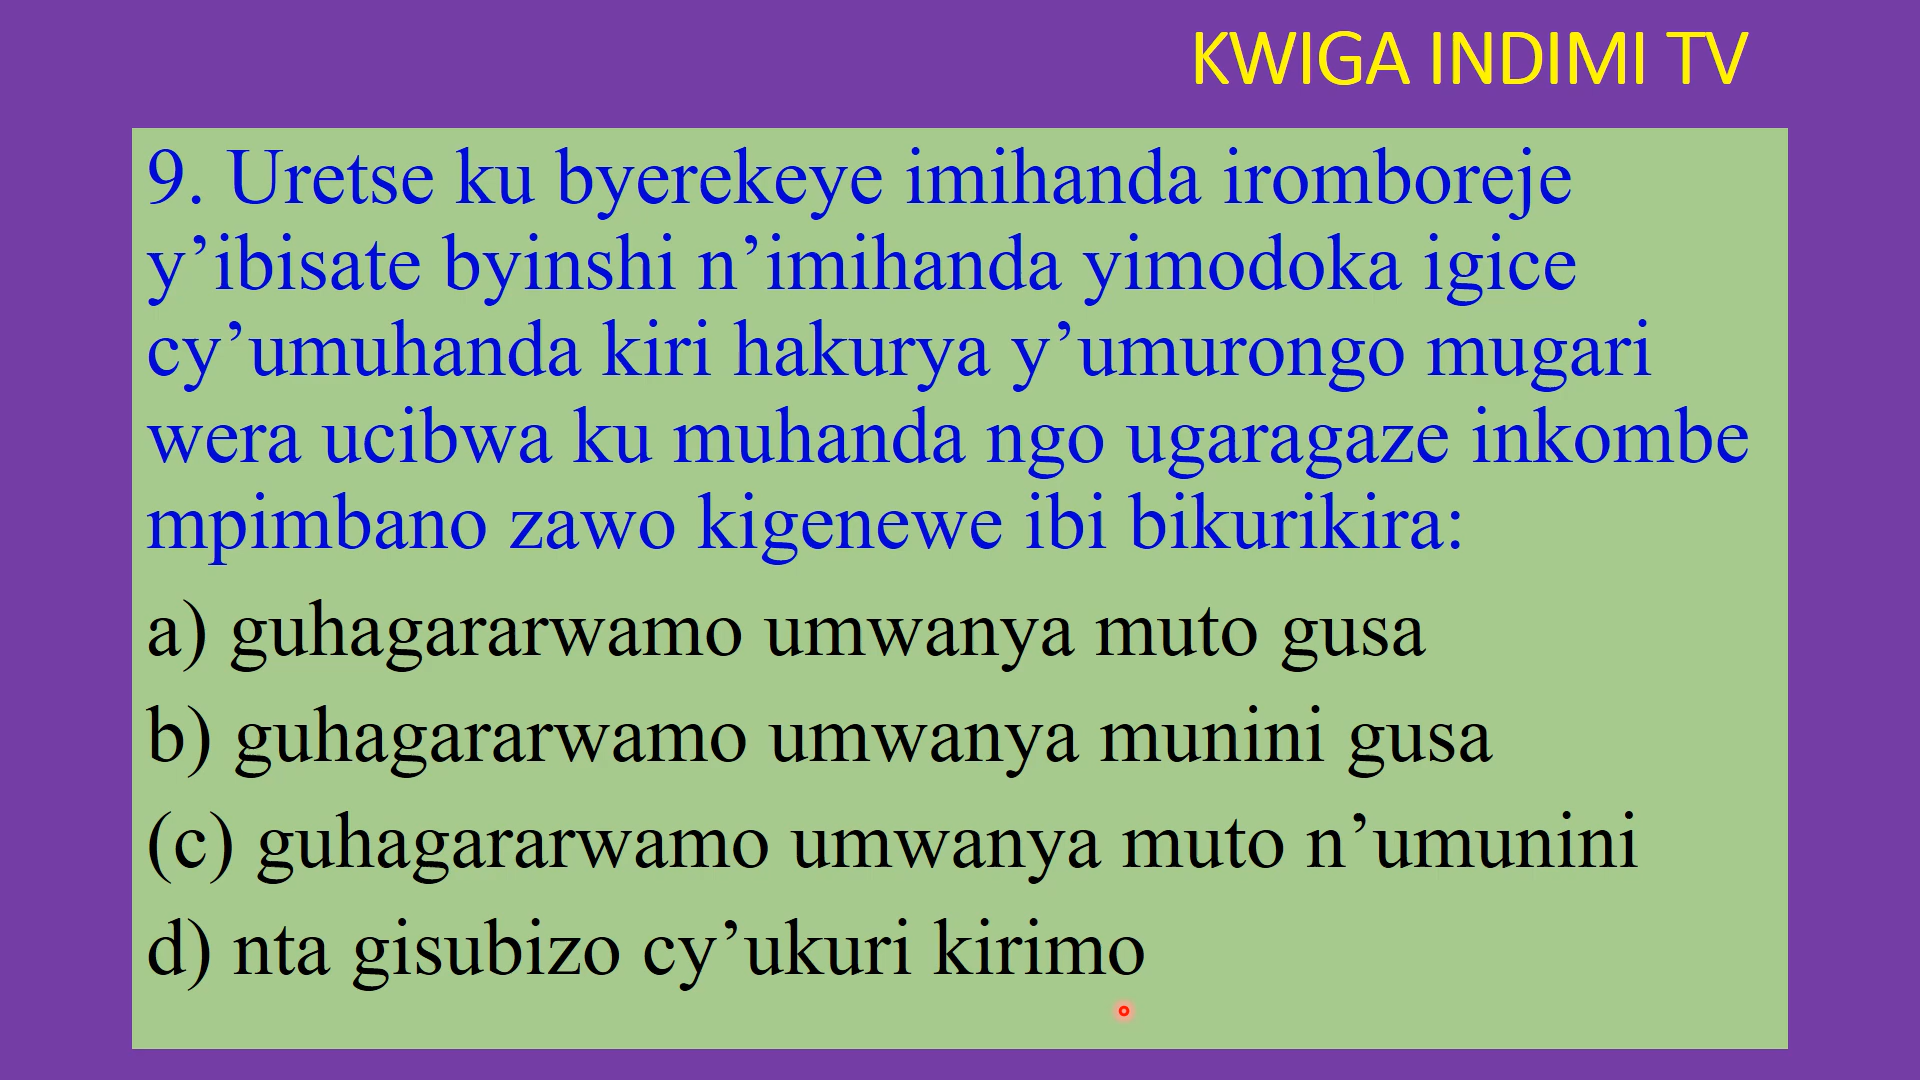 KWIGA INDIMI TV
9. Uretse ku byerekeye imihanda iromboreje
y’ibisate byinshi n’imihanda yimodoka igice
cy’umuhanda kiri hakurya y’umurongo mugari
wera ucibwa ku muhanda ngo ugaragaze inkombe
mpimbano zawo kigenewe ibi bikurikira:
a) guhagararwamo umwanya muto gusa
b) guhagararwamo umwanya munini gusa
(c) guhagararwamo umwanya muto n’umunini
d) nta gisubizo cy’ukuri kirimo